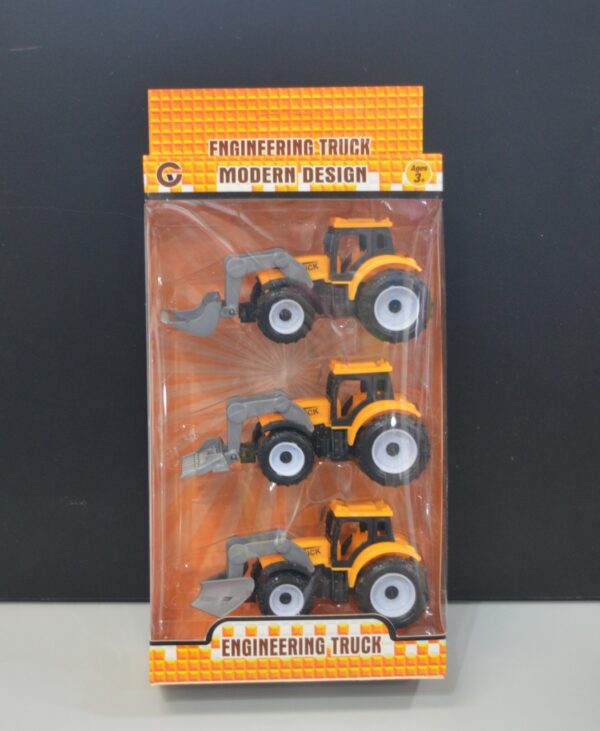 ENGINEERING TRUCK
MODERN DESIGN
Ages
3+
ENGINEERING TRUCK